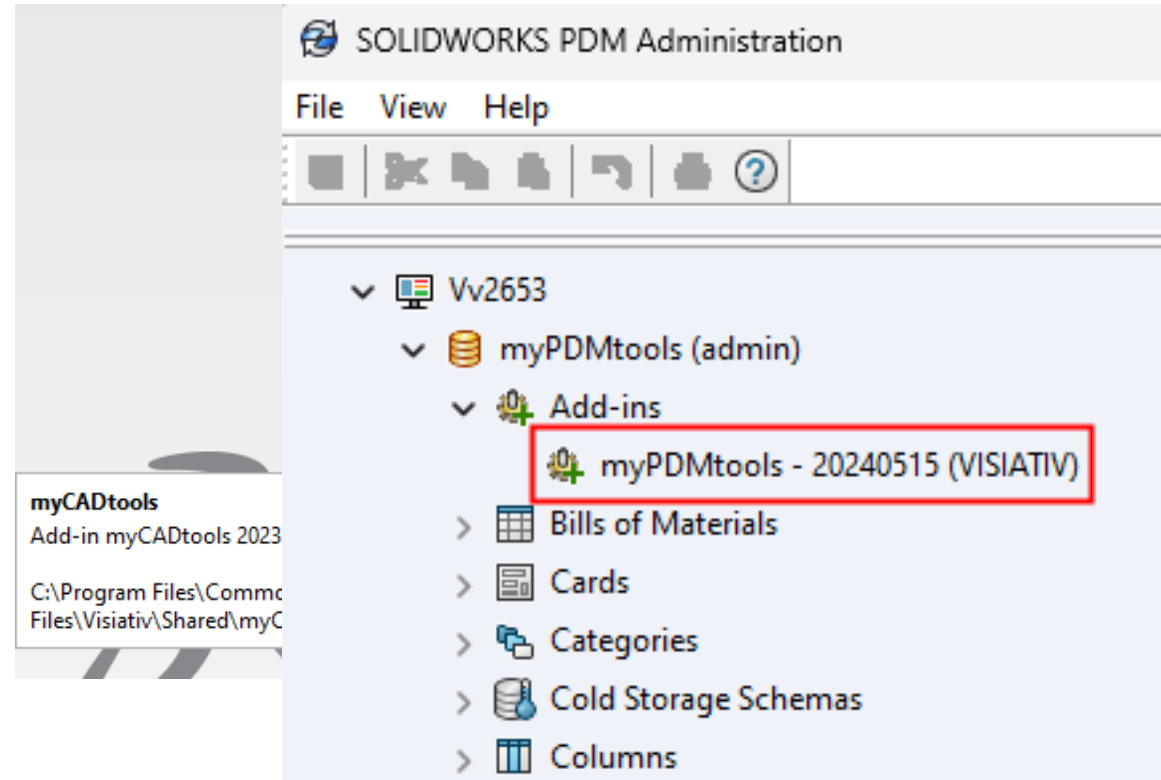 SOLIDWORKS PDM Administration
File View Help
Vv2653
myPDMtools (admin)
Add-ins
myPDMtools - 20240515 (VISIATIV)
Bills of Materials
Cards
Categories
Cold Storage Schemas
Columns
myCADtools
Add-in myCADtools 2023
C:\Program Files\Commo
Files\Visiativ\Shared\myC